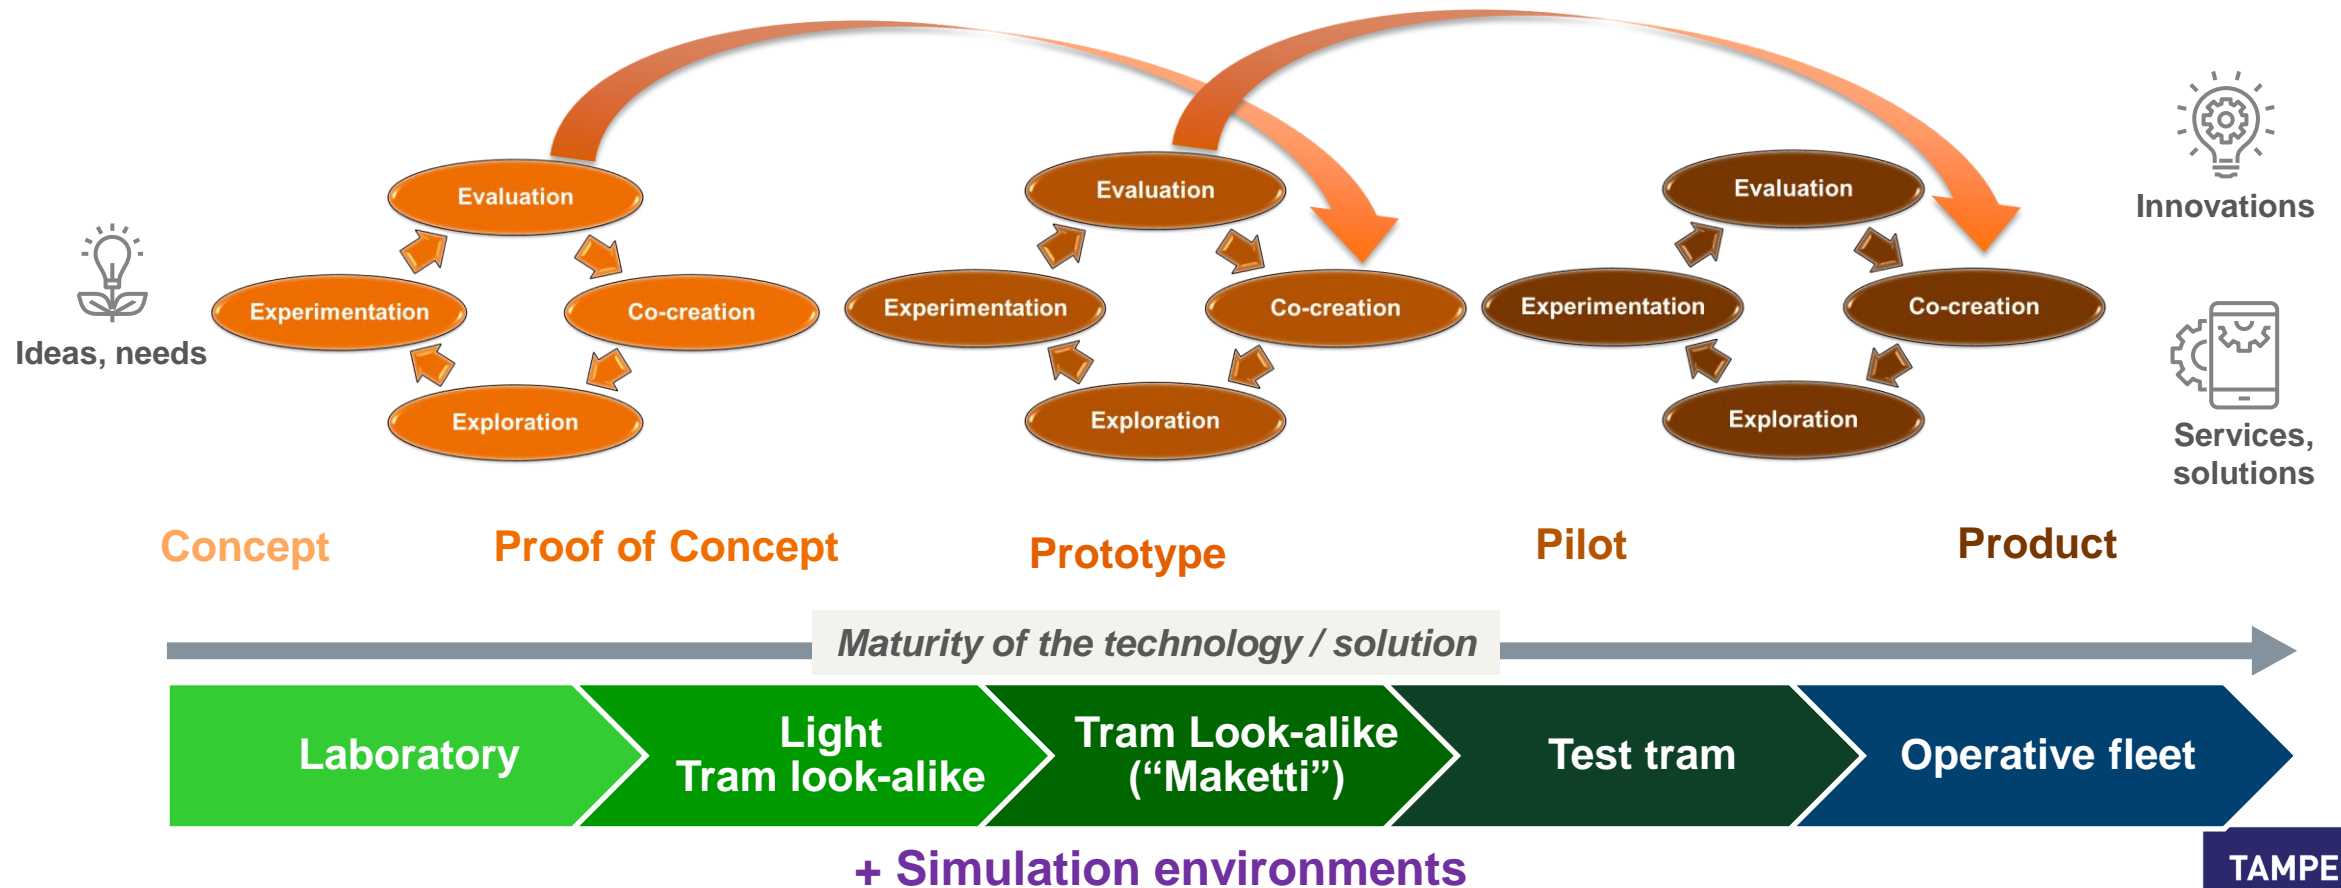 Ideas, needs
Evaluation
Experimentation
Co-creation
Exploration
Evaluation
Experimentation
Co-creation
Exploration
Evaluation
Experimentation
Co-creation
Exploration
Innovations
Services,
solutions
Concept
Proof of Concept
Prototype
Pilot
Product
Maturity of the technology / solution
Laboratory
Light
Tram look-alike
Tram Look-alike
(“Maketti”)
Test tram
Operative fleet
+ Simulation environments
TAMPE